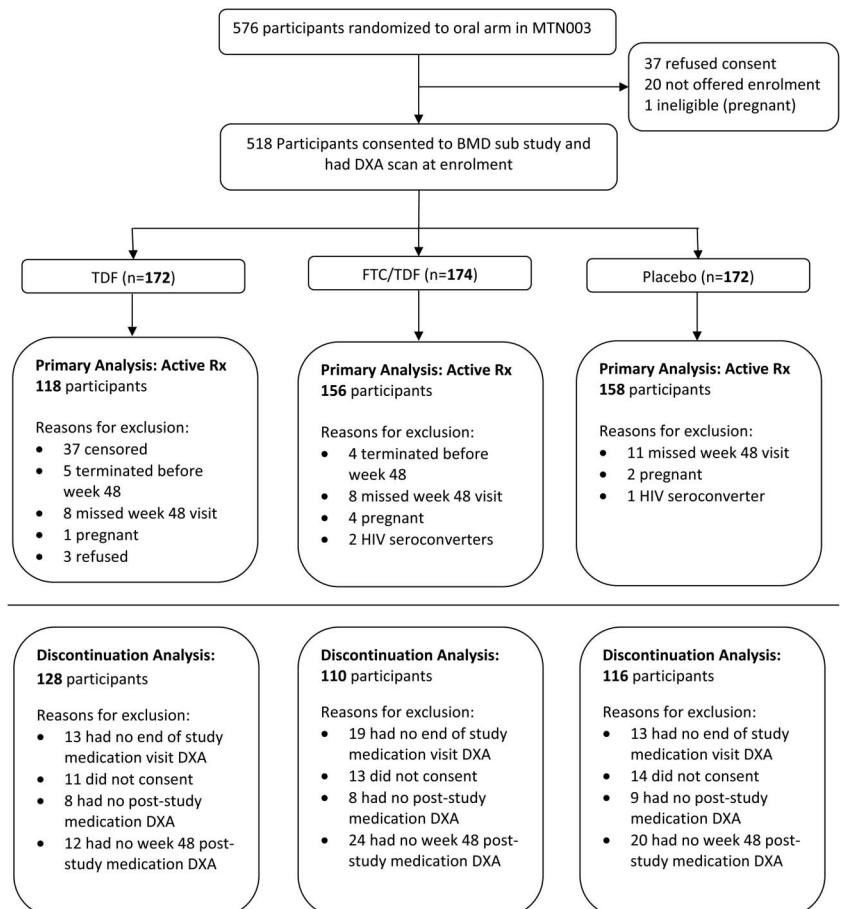 576 participants randomized to oral arm in MTN003
37 refused consent
20 not offered enrolment
1 ineligible (pregnant)
518 Participants consented to BMD sub study and
had DXA scan at enrolment
TDF (n=172)
FTC/TDF (n=174)
Placebo (n=172)
Primary Analysis: Active Rx
118 participants
Reasons for exclusion:
• 37 censored
• 5 terminated before
week 48
• 8 missed week 48 visit
• 1 pregnant
• 3 refused
Primary Analysis: Active Rx
156 participants
Reasons for exclusion:
• 4 terminated before
week 48
• 8 missed week 48 visit
• 4 pregnant
• 2 HIV seroconverters
Primary Analysis: Active Rx
158 participants
Reasons for exclusion:
• 11 missed week 48 visit
• 2 pregnant
• 1 HIV seroconverter
Discontinuation Analysis:
128 participants
Reasons for exclusion:
• 13 had no end of study
medication visit DXA
• 11 did not consent
• 8 had no post-study
medication DXA
• 12 had no week 48 post-
study medication DXA
Discontinuation Analysis:
110 participants
Reasons for exclusion:
• 19 had no end of study
medication visit DXA
• 13 did not consent
• 8 had no post-study
medication DXA
• 24 had no week 48 post-
study medication DXA
Discontinuation Analysis:
116 participants
Reasons for exclusion:
• 13 had no end of study
medication visit DXA
• 14 did not consent
• 9 had no post-study
medication DXA
• 20 had no week 48 post-
study medication DXA